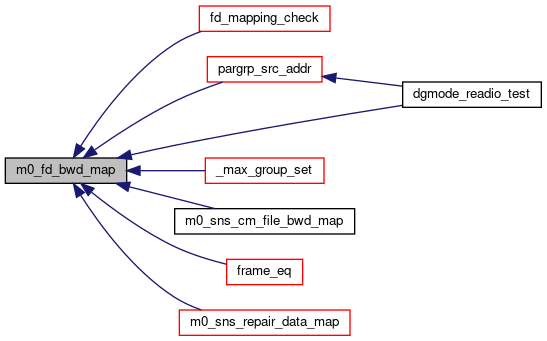 fd_mapping_check
pargrp_src_addr
dgmode_readio_test
m0_fd_bwd_map
_max_group_set
m0_sns_cm_file_bwd_map
frame_eq
m0_sns_repair_data_map